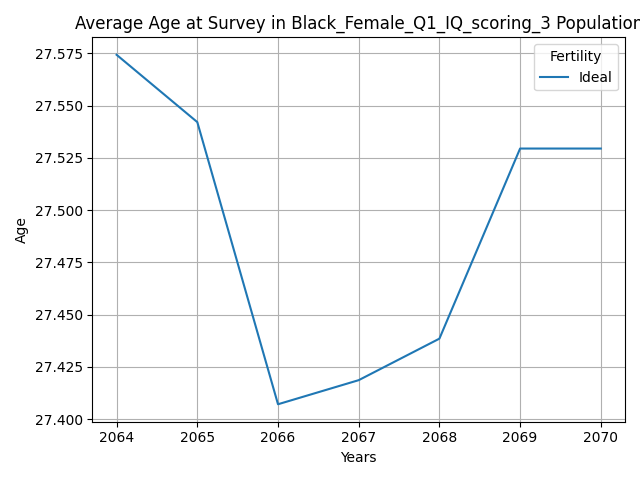 Average Age at Survey in Black_Female_Q1_IQ_scoring_3 Population
27.575
27.550
27.525
27.500
27.475
27.450
27.425
27.400
Age
Fertility
Ideal
2064 2065 2066 2067 2068 2069 2070
Years